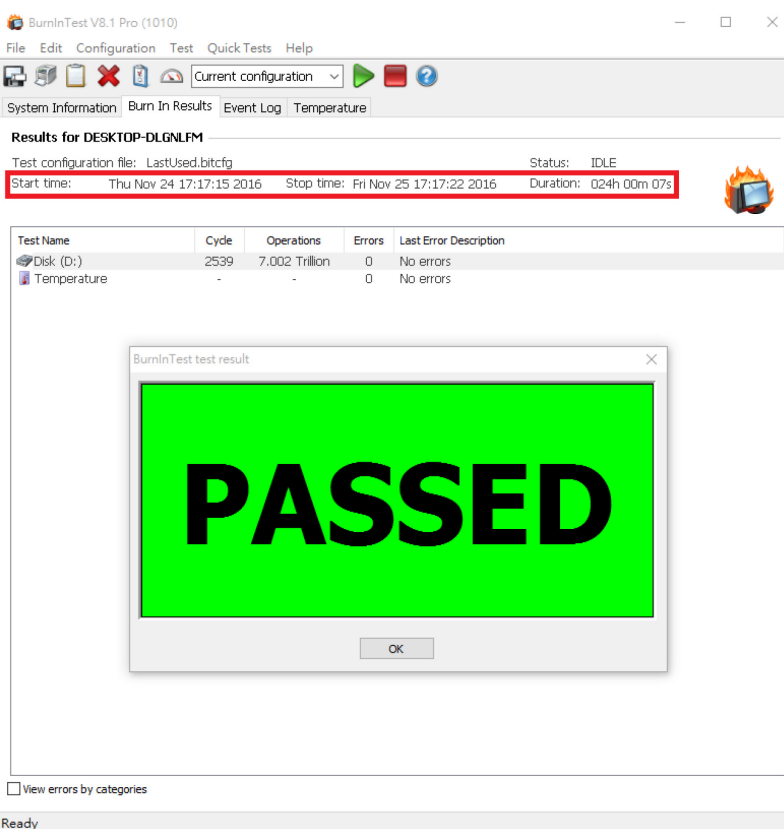 BurnInTest V8.1 Pro (1010)
File Edit Configuration Test Quick Tests Help
Current configuration
System Information Burn In Results Event Log Temperature
Results for DESKTOP-DLGNLFM
Test configuration file: LastUsed.bitcfg Status: IDLE
Start time: Thu Nov 24 17:17:15 2016 Stop time: Fri Nov 25 17:17:22 2016 Duration: 024h 00m 07s
Test Name Cycle Operations Errors Last Error Description
Disk (D:) 2539 7.002 Trillion 0 No errors
Temperature - - 0 No errors
BurnInTest test result
PASSED
OK
View errors by categories
Ready